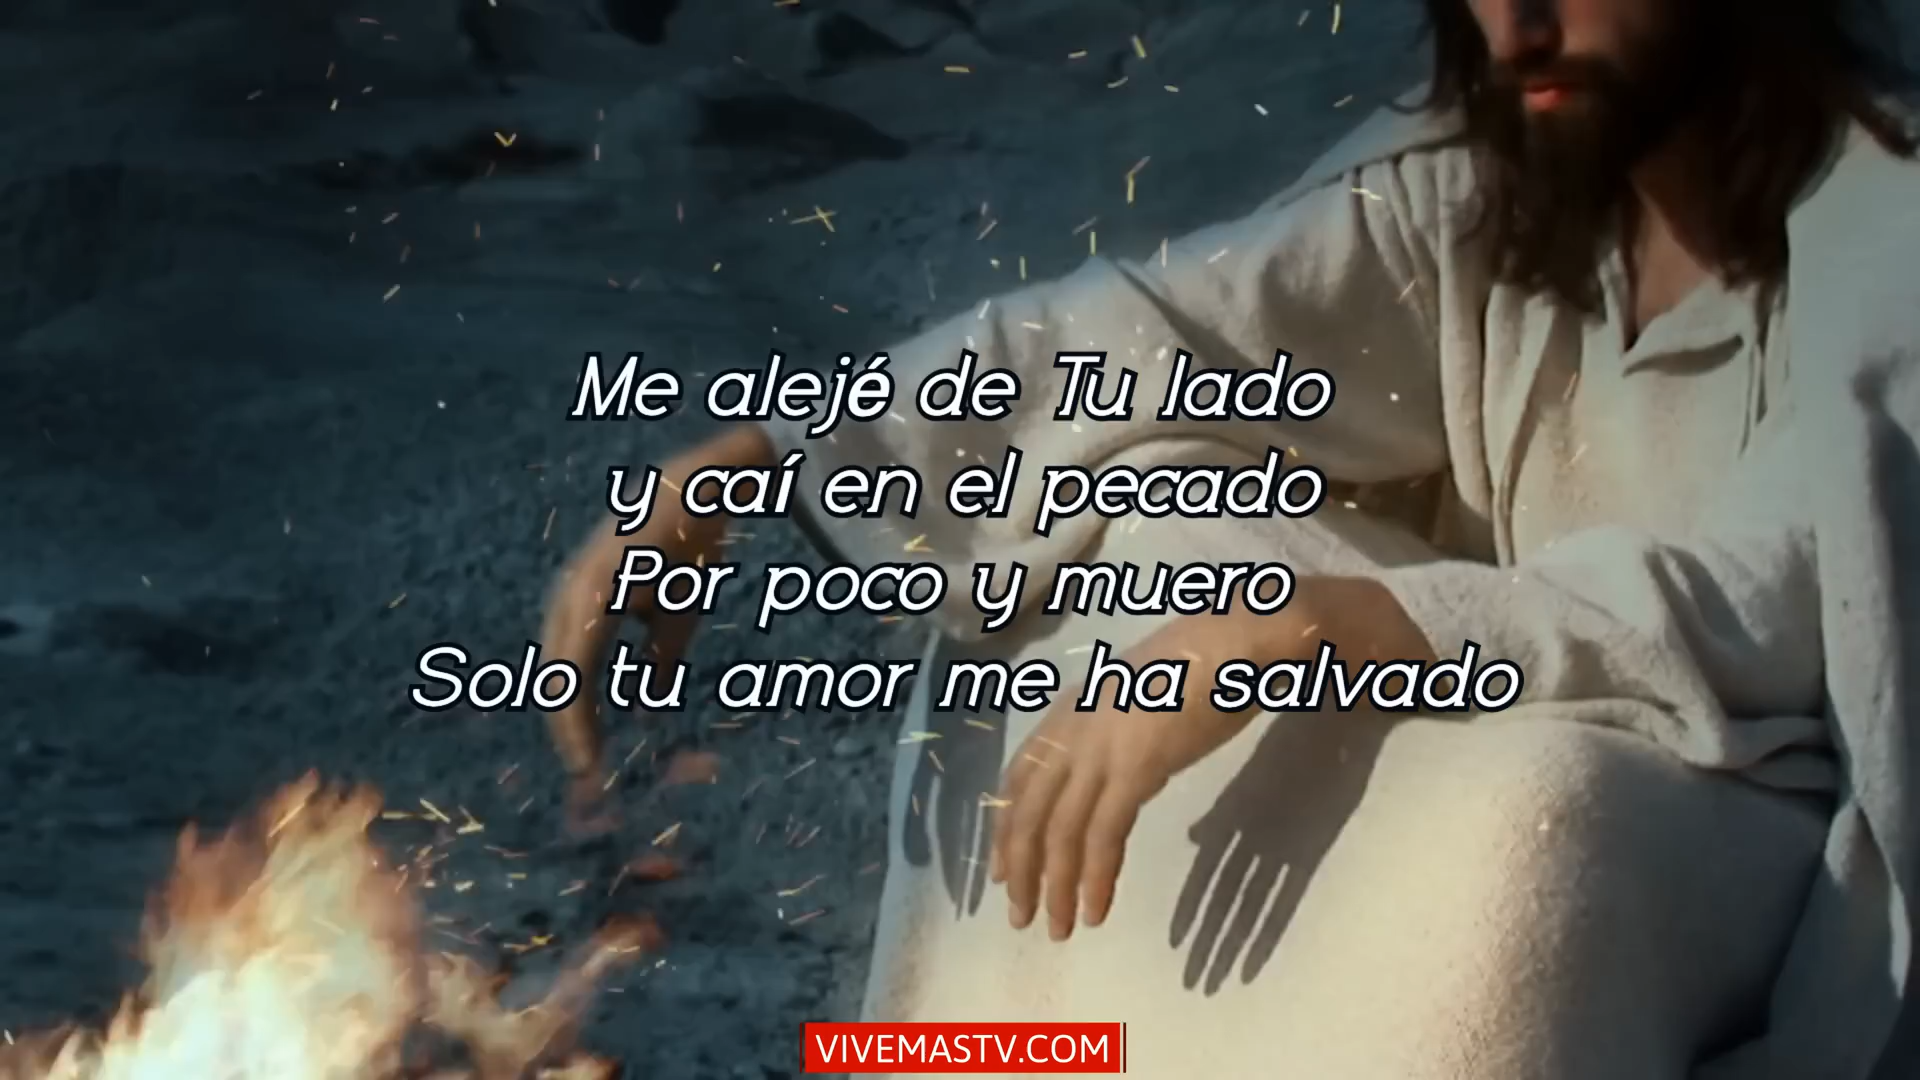 Me alejé de Tu lado
y caí en el pecado
Por poco y muero
Solo tu amor me ha salvado
VIVEMASTV.COM